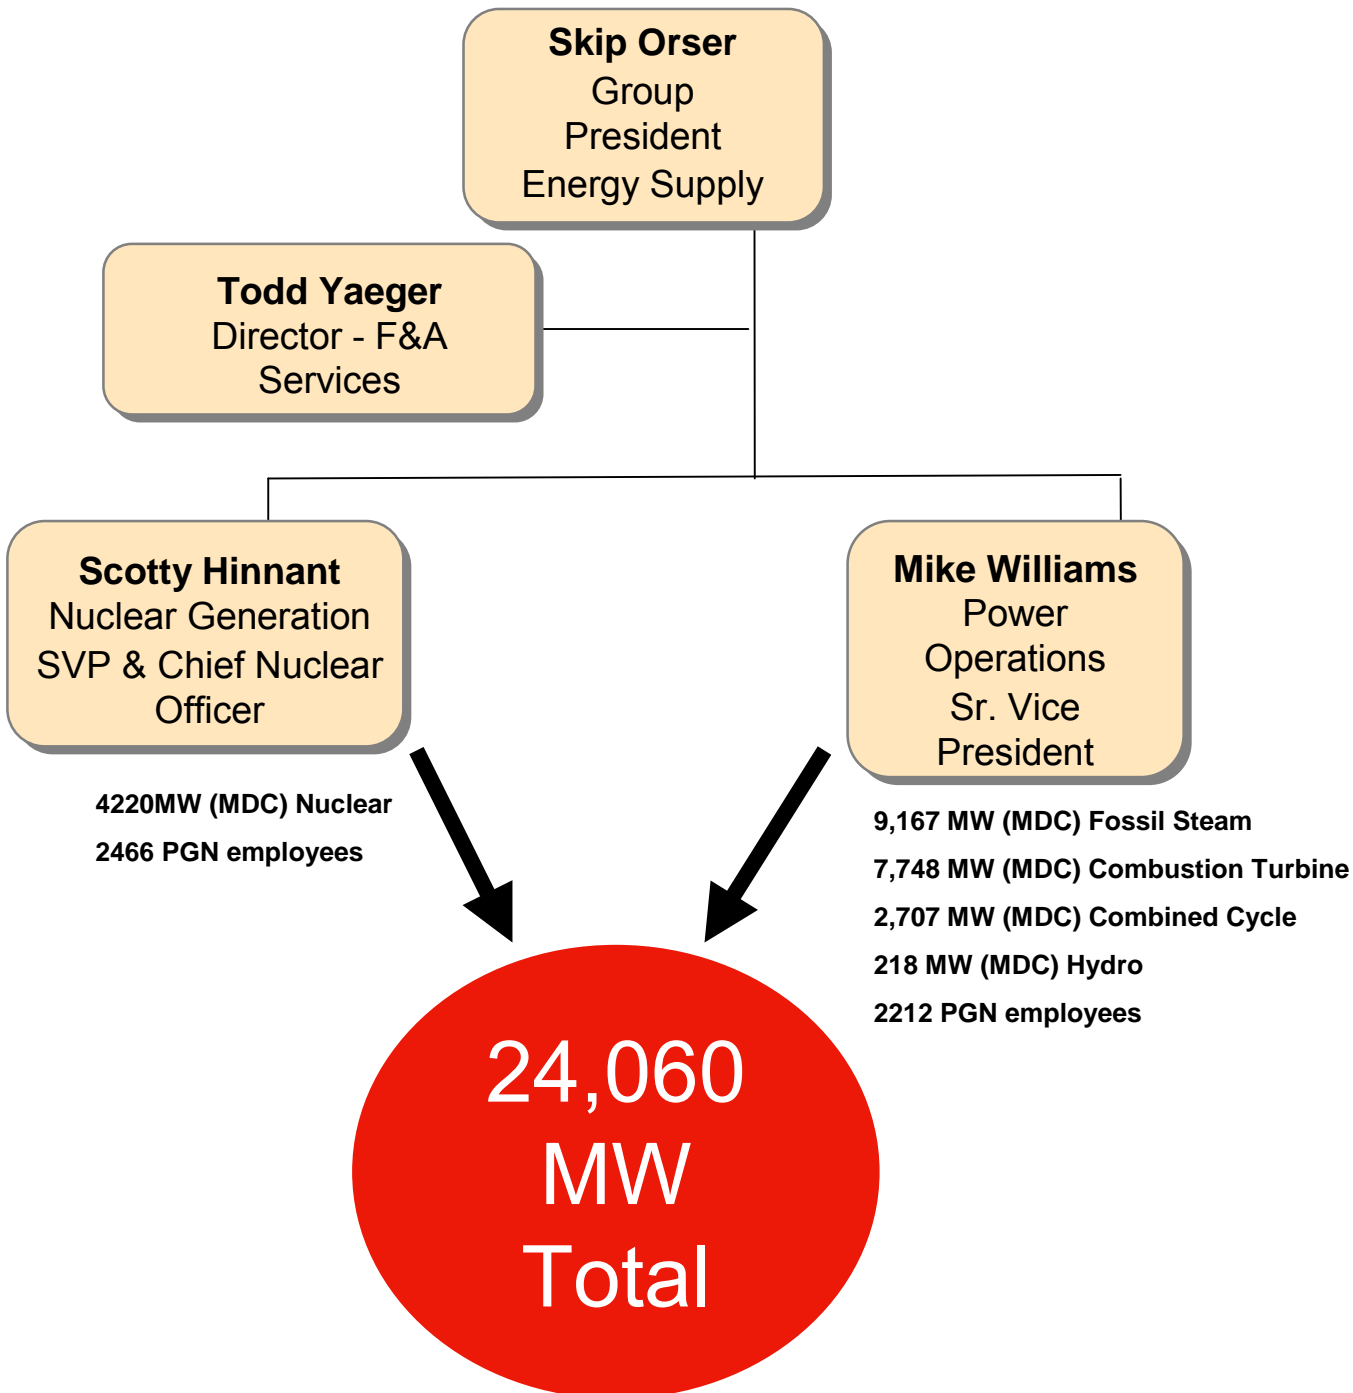 Skip Orser
Group
President
Energy Supply
Todd Yaeger
Director - F&A
Services
Scotty Hinnant
Nuclear Generation
SVP & Chief Nuclear
Officer
Mike Williams
Power
Operations
Sr. Vice
President
4220MW (MDC) Nuclear
2466 PGN employees
9,167 MW (MDC) Fossil Steam
7,748 MW (MDC) Combustion Turbine
2,707 MW (MDC) Combined Cycle
218 MW (MDC) Hydro
2212 PGN employees
24,060
MW
Total